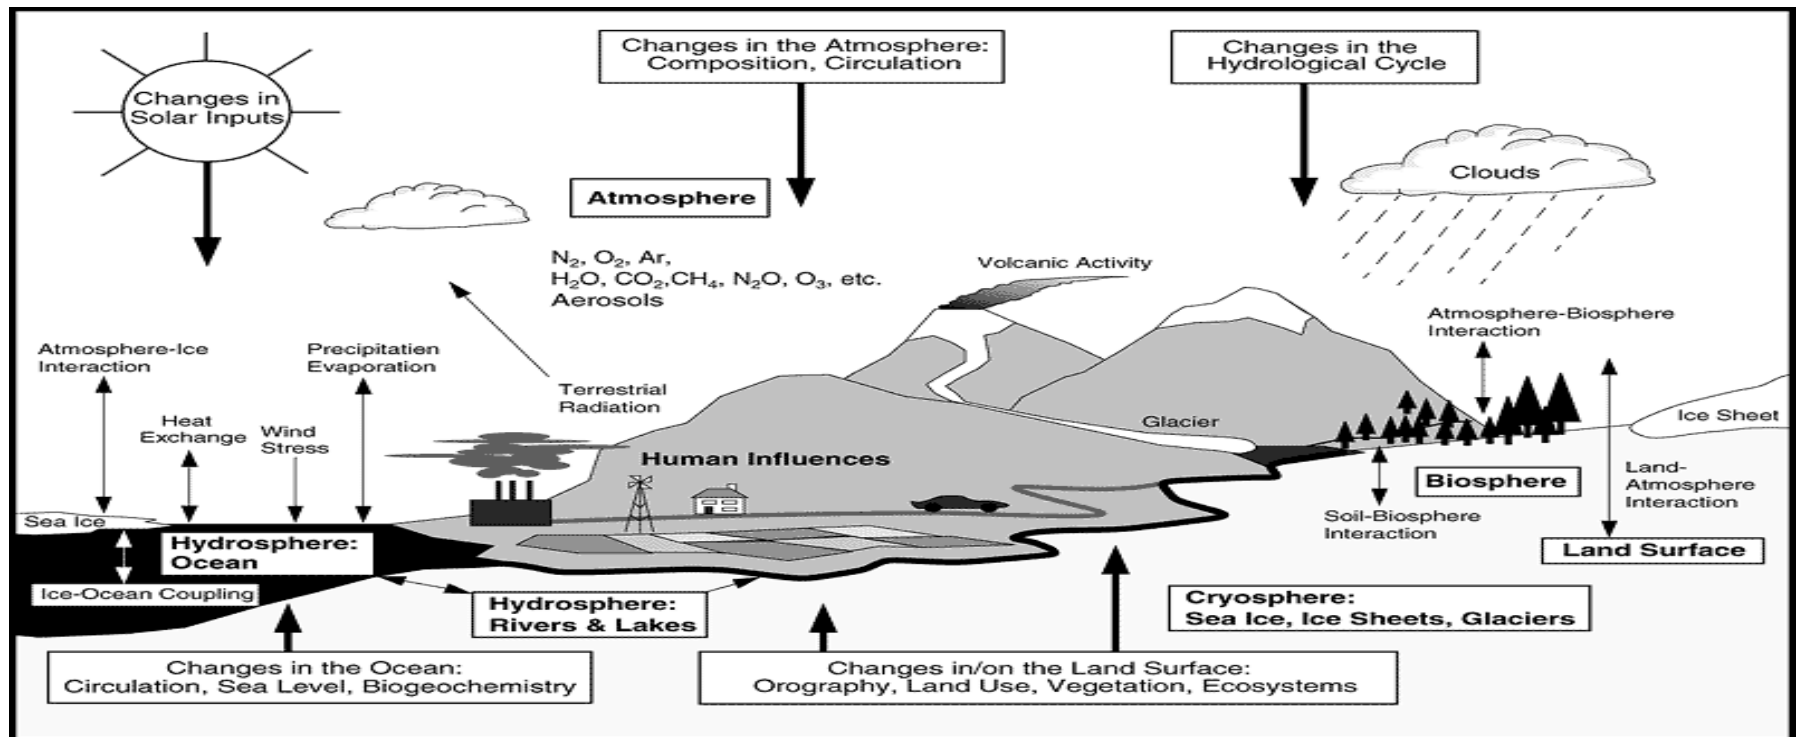 Changes in the Atmosphere:
Composition, Circulation
Changes in the
Hydrological Cycle
Changes in
Solar Inputs
Clouds
Atmosphere
N₂, O₂, Ar,
H₂O, CO₂,CH₄, N₂O, O₃, etc.
Aerosols
Volcanic Activity
Atmosphere-Biosphere
Interaction
Atmosphere-Ice
Interaction
Precipitation
Evaporation
Terrestrial
Radiation
Heat
Exchange
Wind
Stress
Glacier
Ice Sheet
Human Influences
Land-
Atmosphere
Interaction
Biosphere
Soil-Biosphere
Interaction
Sea Ice
Hydrosphere:
Ocean
Land Surface
Ice-Ocean Coupling
Hydrosphere:
Rivers & Lakes
Cryosphere:
Sea Ice, Ice Sheets, Glaciers
Changes in the Ocean:
Circulation, Sea Level, Biogeochemistry
Changes in/on the Land Surface:
Orography, Land Use, Vegetation, Ecosystems